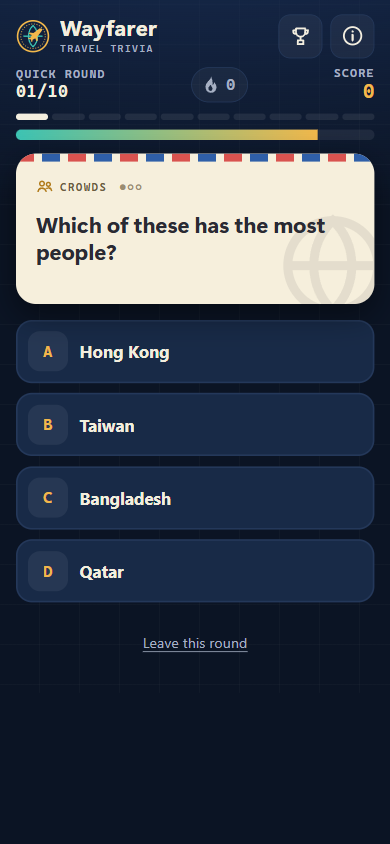 Wayfarer
TRAVEL TRIVIA
QUICK ROUND
01/10
0
SCORE
0
CROWDS
Which of these has the most
people?
A
Hong Kong
B
Taiwan
C
Bangladesh
D
Qatar
Leave this round